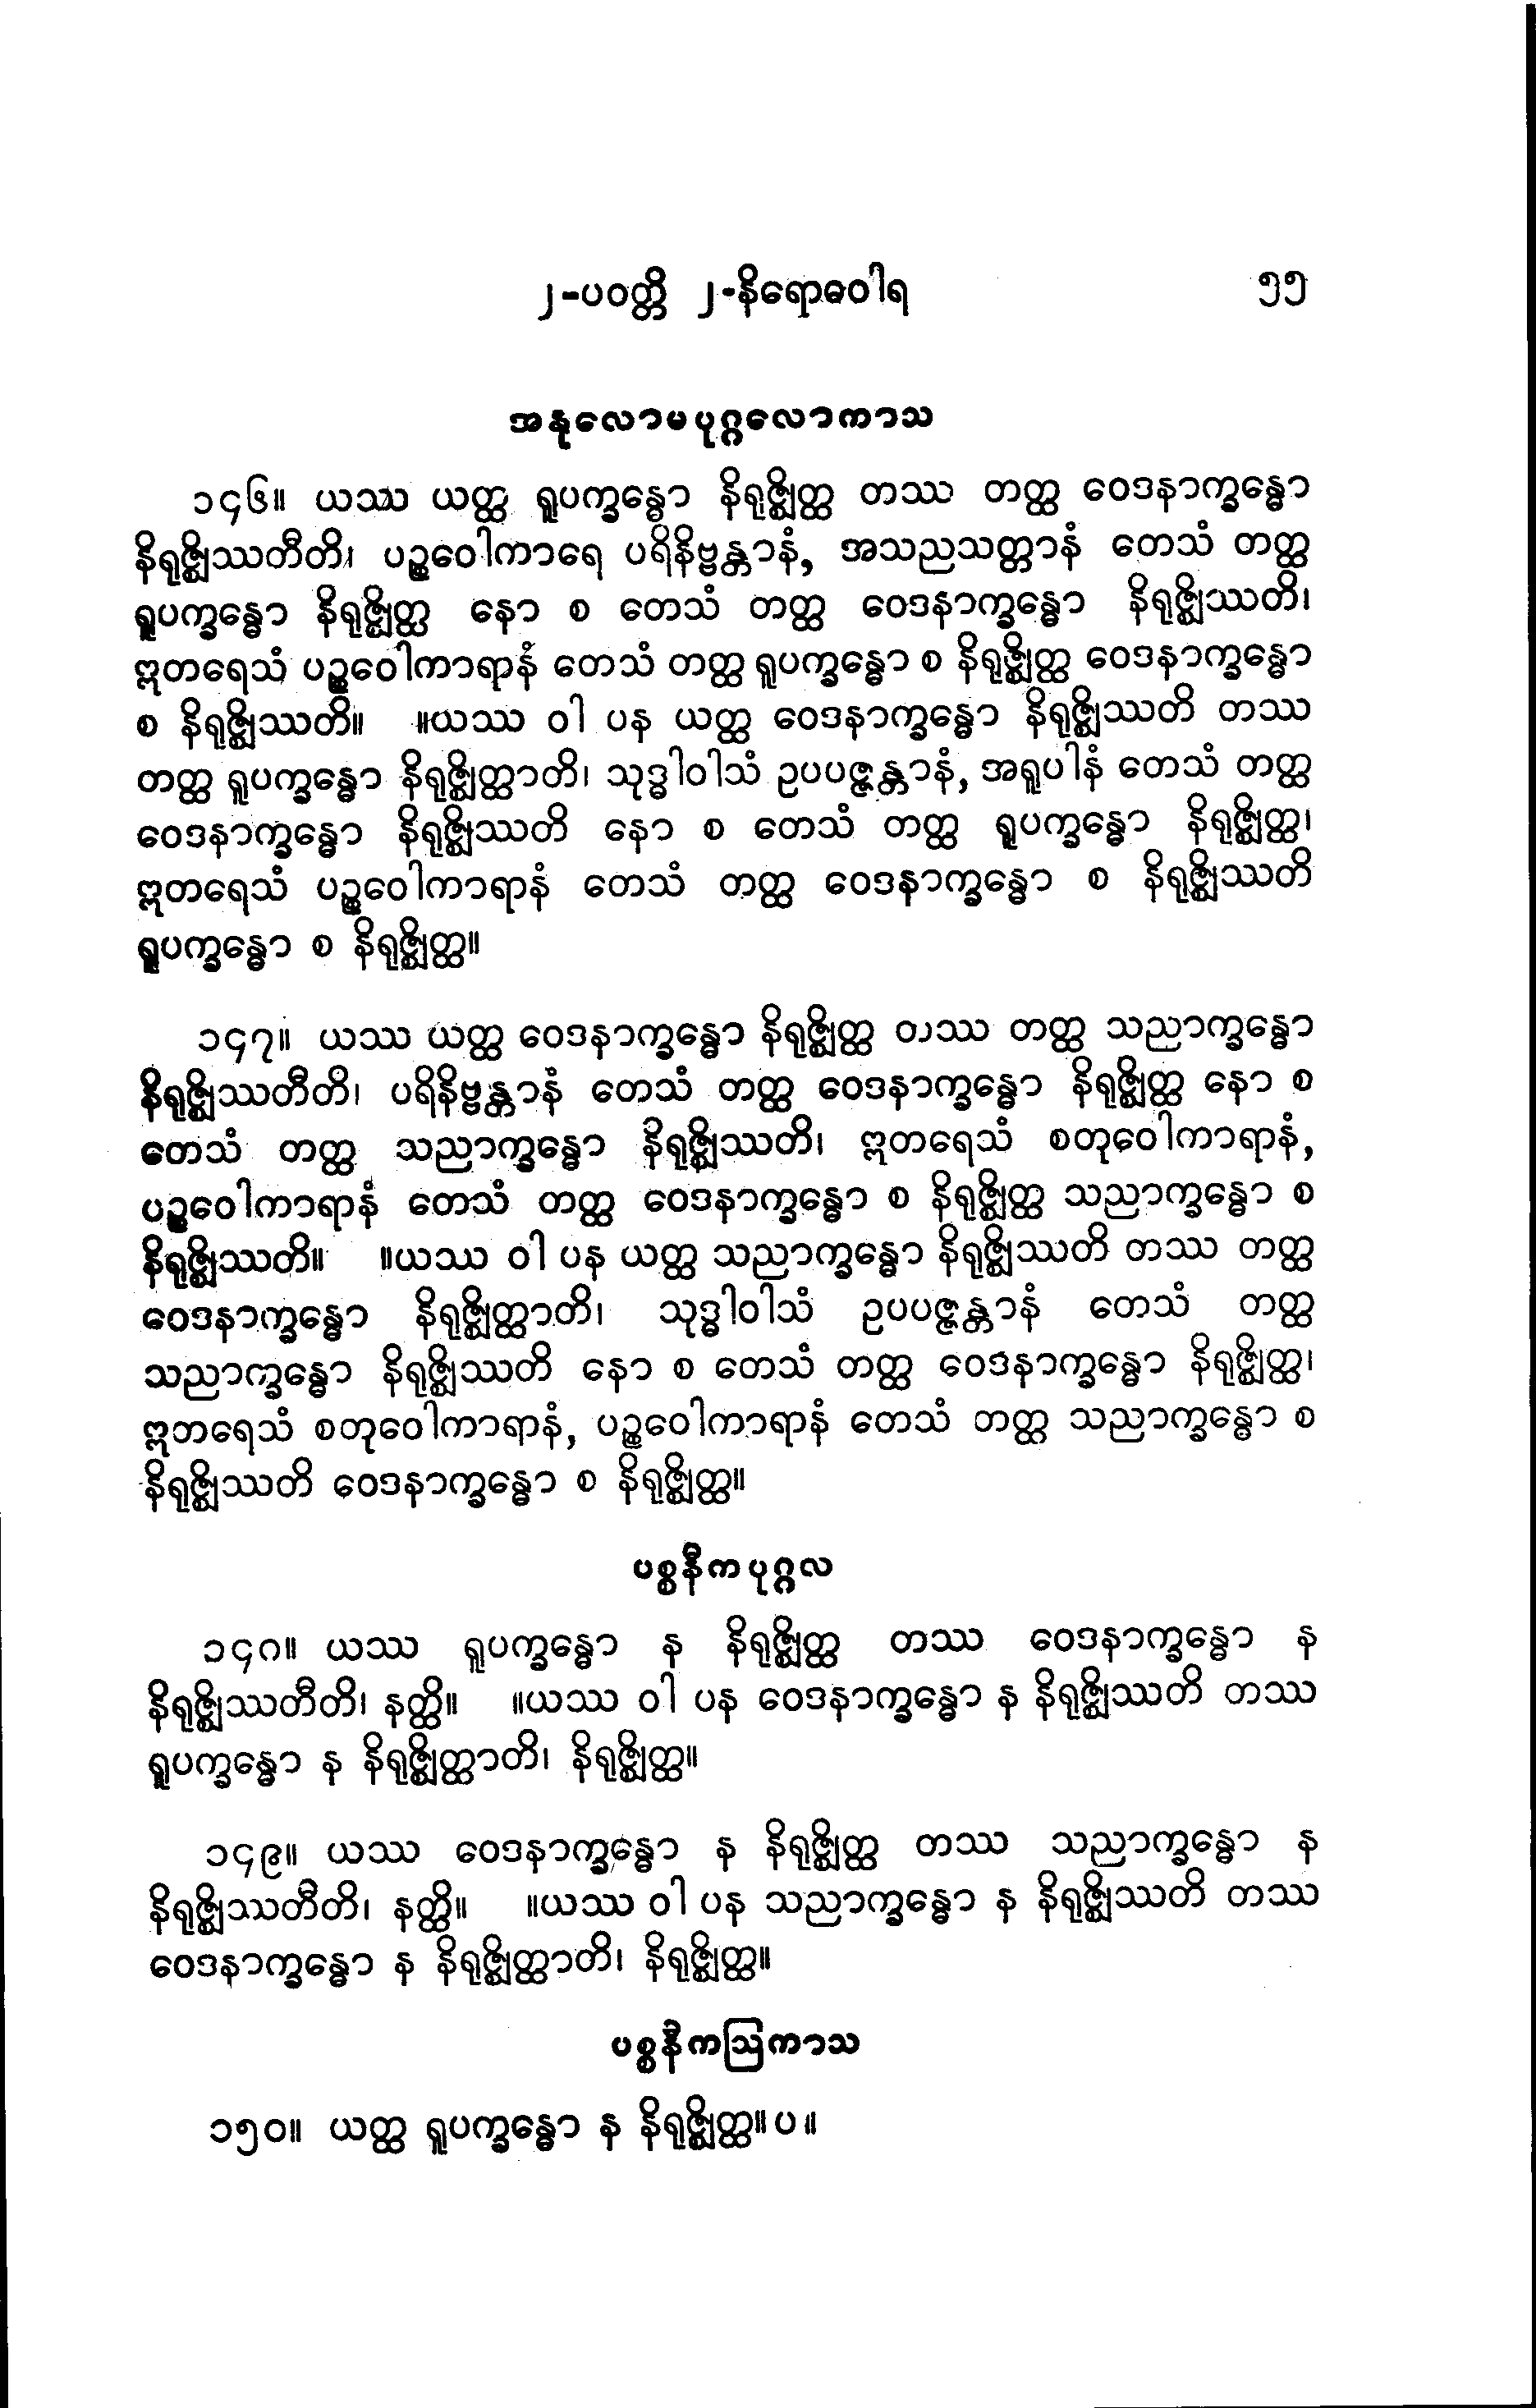 ၂-ပဝတ္တိ ၂-နိရောဓဝါရ ၅၅
အနုလောမပုဂ္ဂလောကာသ
၁၄၆။ ယဿ ယတ္ထ ရူပက္ခန္ဓော နိရုဇ္ဈိတ္ထ တဿ တတ္ထ ဝေဒနာက္ခန္ဓော
နိရုဇ္ဈိဿတီတိ၊ ပဉ္စဝေါကာရေ ပရိနိဗ္ဗန္တာနံ, အသညသတ္တာနံ တေသံ တတ္ထ
ရူပက္ခန္ဓော နိရုဇ္ဈိတ္ထ နော စ တေသံ တတ္ထ ဝေဒနာက္ခန္ဓော နိရုဇ္ဈိဿတိ၊
ဣတရေသံ ပဉ္စဝေါကာရာနံ တေသံ တတ္ထ ရူပက္ခန္ဓော စ နိရုဇ္ဈိတ္ထ ဝေဒနာက္ခန္ဓော
စ နိရုဇ္ဈိဿတိ။ ။ယဿ ဝါ ပန ယတ္ထ ဝေဒနာက္ခန္ဓော နိရုဇ္ဈိဿတိ တဿ
တတ္ထ ရူပက္ခန္ဓော နိရုဇ္ဈိတ္ထာတိ၊ သုဒ္ဓါဝါသံ ဥပပဇ္ဇန္တာနံ, အရူပါနံ တေသံ တတ္ထ
ဝေဒနာက္ခန္ဓော နိရုဇ္ဈိဿတိ နော စ တေသံ တတ္ထ ရူပက္ခန္ဓော နိရုဇ္ဈိတ္ထ၊
ဣတရေသံ ပဉ္စဝေါကာရာနံ တေသံ တတ္ထ ဝေဒနာက္ခန္ဓော စ နိရုဇ္ဈိဿတိ
ရူပက္ခန္ဓော စ နိရုဇ္ဈိတ္ထ။
၁၄၇။ ယဿ ယတ္ထ ဝေဒနာက္ခန္ဓော နိရုဇ္ဈိတ္ထ တဿ တတ္ထ သညာက္ခန္ဓော
နိရုဇ္ဈိဿတီတိ၊ ပရိနိဗ္ဗန္တာနံ တေသံ တတ္ထ ဝေဒနာက္ခန္ဓော နိရုဇ္ဈိတ္ထ နော စ
တေသံ တတ္ထ သညာက္ခန္ဓော နိရုဇ္ဈိဿတိ၊ ဣတရေသံ စတုဝေါကာရာနံ,
ပဉ္စဝေါကာရာနံ တေသံ တတ္ထ ဝေဒနာက္ခန္ဓော စ နိရုဇ္ဈိတ္ထ သညာက္ခန္ဓော စ
နိရုဇ္ဈိဿတိ။ ။ယဿ ဝါ ပန ယတ္ထ သညာက္ခန္ဓော နိရုဇ္ဈိဿတိ တဿ တတ္ထ
ဝေဒနာက္ခန္ဓော နိရုဇ္ဈိတ္ထာတိ၊ သုဒ္ဓါဝါသံ ဥပပဇ္ဇန္တာနံ တေသံ တတ္ထ
သညာက္ခန္ဓော နိရုဇ္ဈိဿတိ နော စ တေသံ တတ္ထ ဝေဒနာက္ခန္ဓော နိရုဇ္ဈိတ္ထ၊
ဣတရေသံ စတုဝေါကာရာနံ, ပဉ္စဝေါကာရာနံ တေသံ တတ္ထ သညာက္ခန္ဓော စ
နိရုဇ္ဈိဿတိ ဝေဒနာက္ခန္ဓော စ နိရုဇ္ဈိတ္ထ။
ပစ္စနီကပုဂ္ဂလ
၁၄၈။ ယဿ ရူပက္ခန္ဓော န နိရုဇ္ဈိတ္ထ တဿ ဝေဒနာက္ခန္ဓော န
နိရုဇ္ဈိဿတီတိ၊ နတ္ထိ။ ။ယဿ ဝါ ပန ဝေဒနာက္ခန္ဓော န နိရုဇ္ဈိဿတိ တဿ
ရူပက္ခန္ဓော န နိရုဇ္ဈိတ္ထာတိ၊ နိရုဇ္ဈိတ္ထ။
၁၄၉။ ယဿ ဝေဒနာက္ခန္ဓော န နိရုဇ္ဈိတ္ထ တဿ သညာက္ခန္ဓော န
နိရုဇ္ဈိဿတီတိ၊ နတ္ထိ။ ။ယဿ ဝါ ပန သညာက္ခန္ဓော န နိရုဇ္ဈိဿတိ တဿ
ဝေဒနာက္ခန္ဓော န နိရုဇ္ဈိတ္ထာတိ၊ နိရုဇ္ဈိတ္ထ။
ပစ္စနီကဩကာသ
၁၅၀။ ယတ္ထ ရူပက္ခန္ဓော န နိရုဇ္ဈိတ္ထ။ပ။